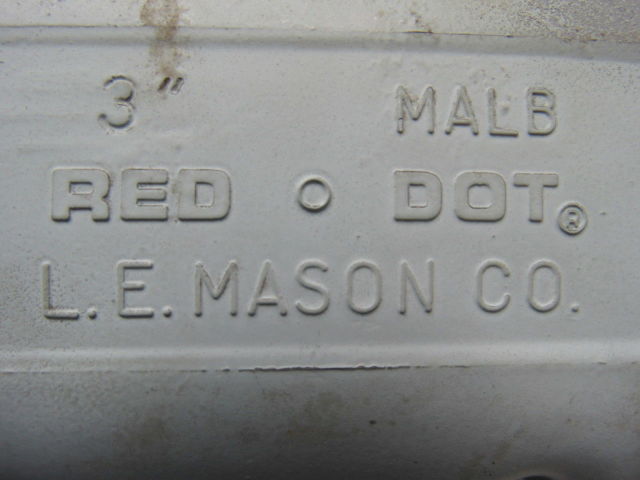 3" MALB
RED • DOT®
L.E. MASON CO.